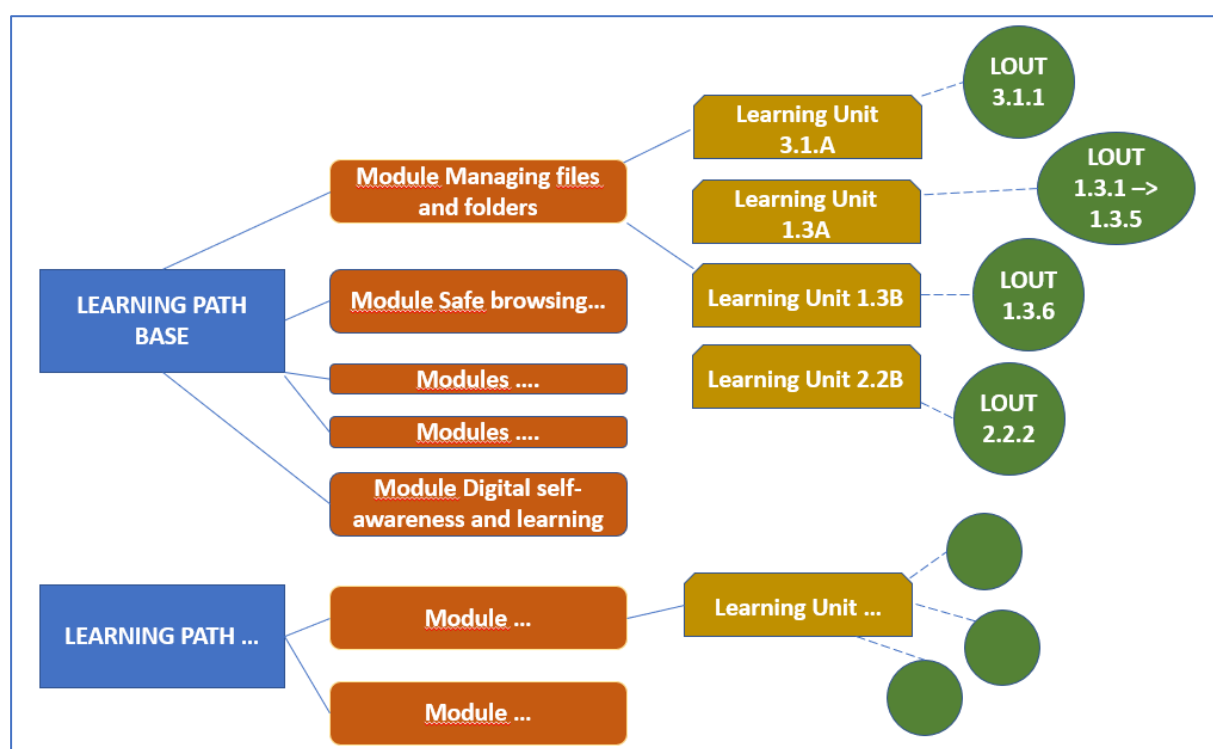 LEARNING PATH
BASE
Module Managing files
and folders
Module Safe browsing...
Modules ....
Modules ....
Module Digital self-
awareness and learning
Learning Unit
3.1.A
Learning Unit
1.3A
Learning Unit 1.3B
Learning Unit 2.2B
LOUT
3.1.1
LOUT
1.3.1 –>
1.3.5
LOUT
1.3.6
LOUT
2.2.2
LEARNING PATH ...
Module ...
Module ...
Learning Unit ...